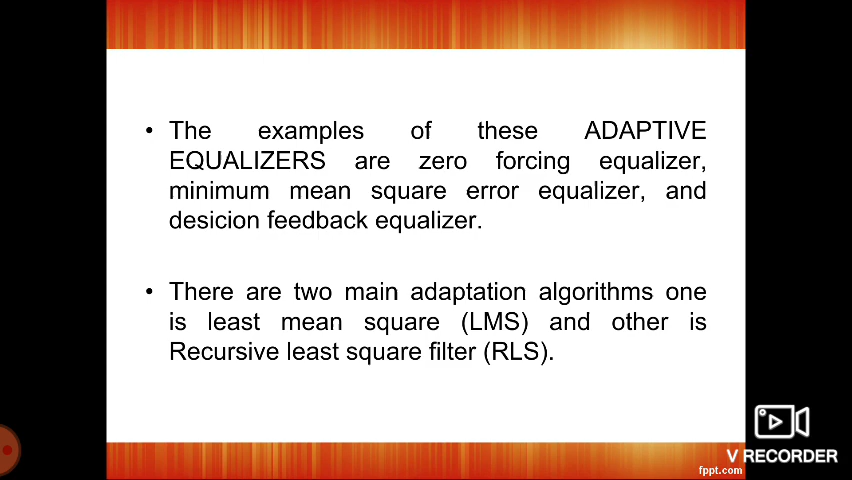 • The examples of these ADAPTIVE
EQUALIZERS are zero forcing equalizer,
minimum mean square error equalizer, and
desicion feedback equalizer.
• There are two main adaptation algorithms one
is least mean square (LMS) and other is
Recursive least square filter (RLS).
V RECORDER
fppt.com